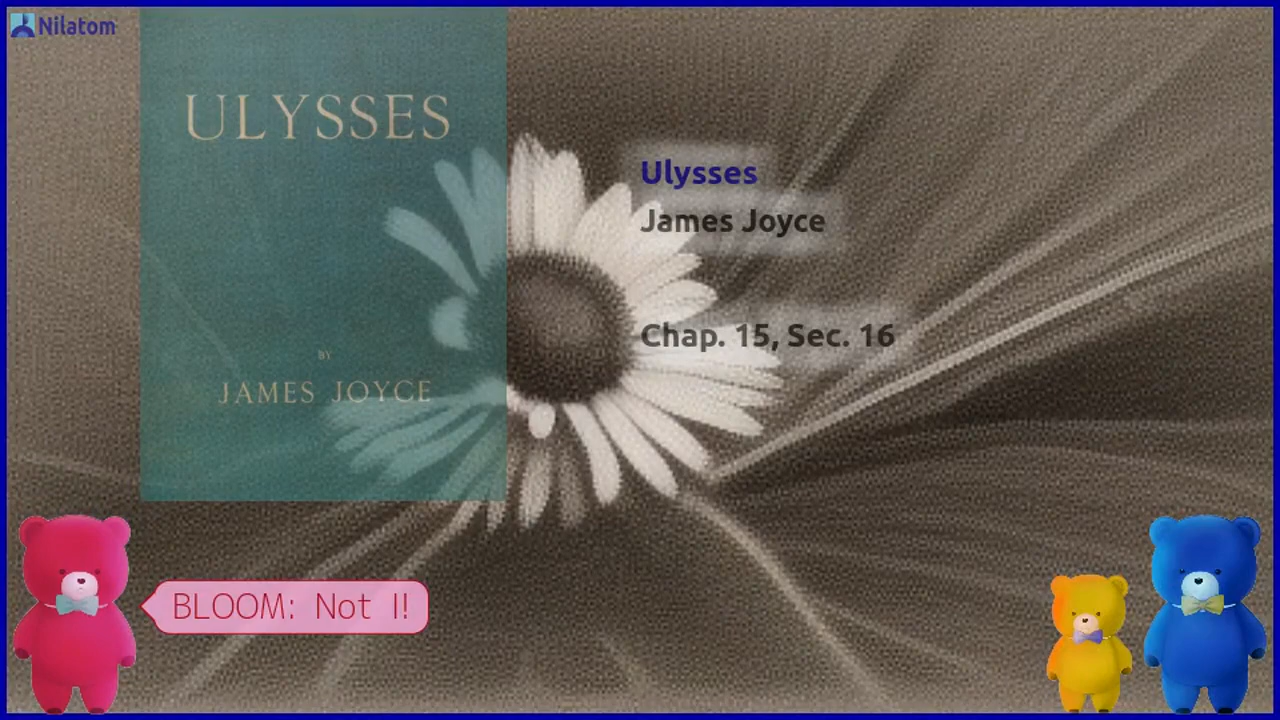 Nilatom
ULYSSES
BY
JAMES JOYCE
Ulysses
James Joyce
Chap. 15, Sec. 16
BLOOM: Not I!